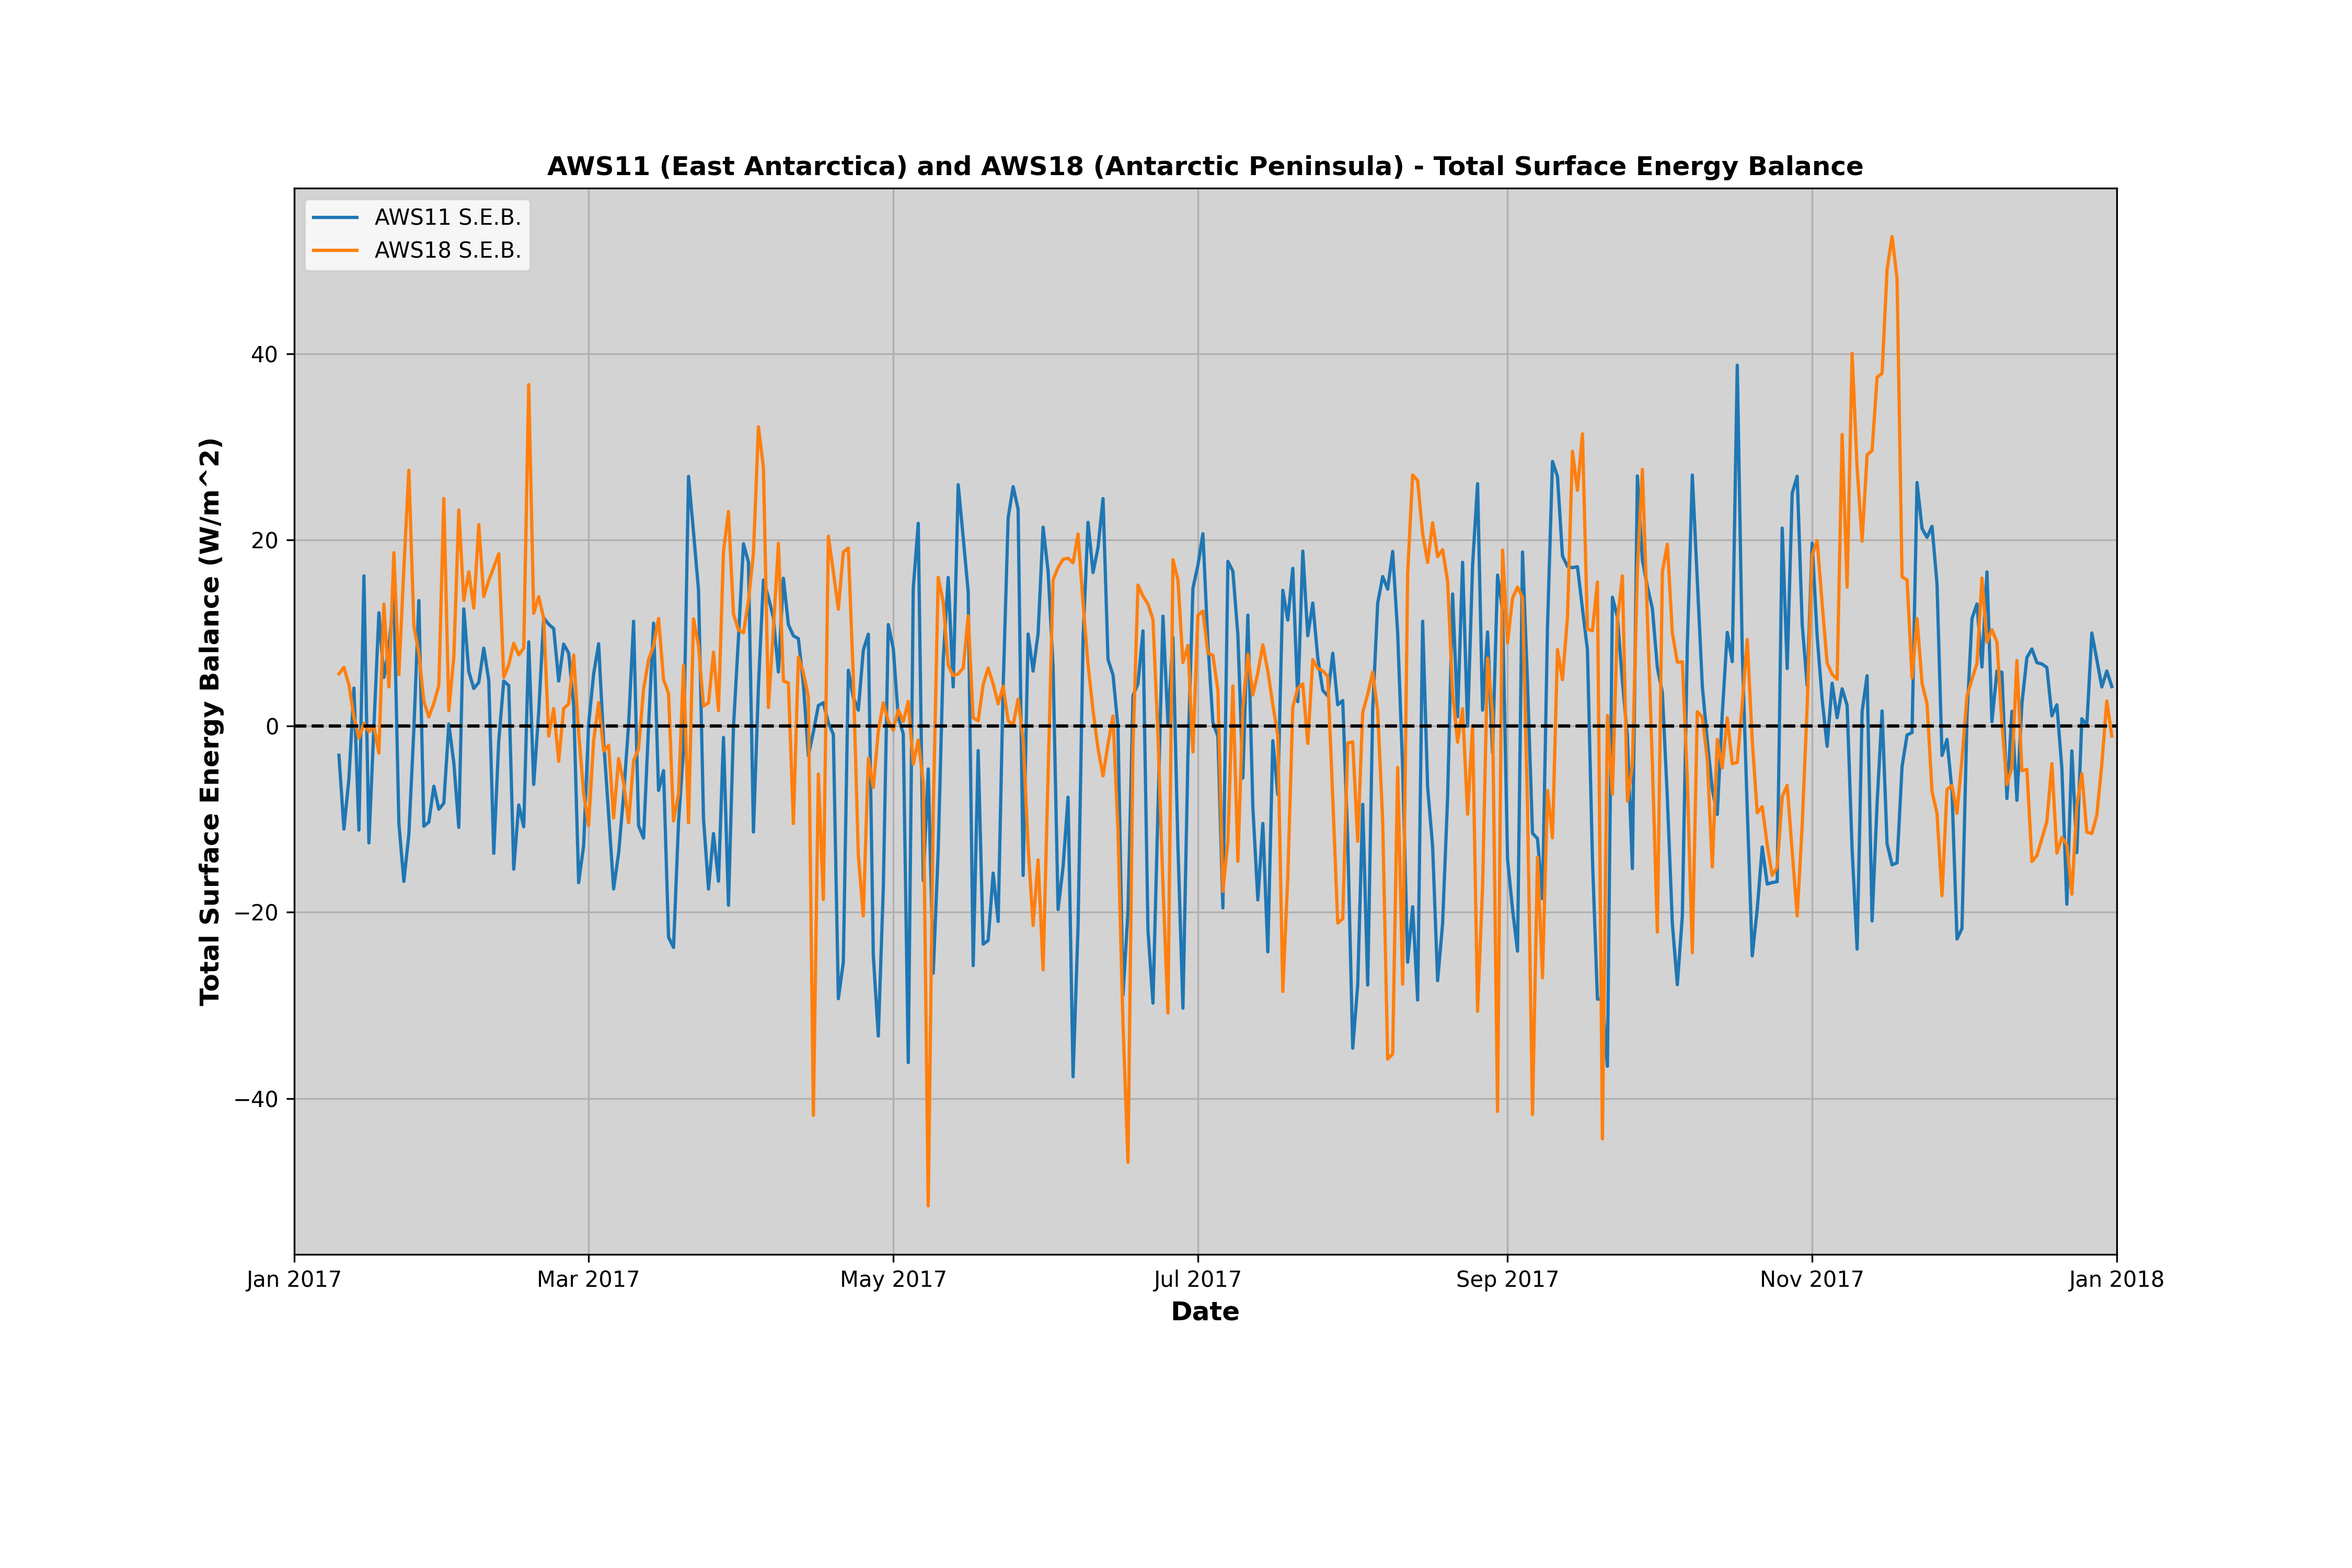 AWS11 (East Antarctica) and AWS18 (Antarctic Peninsula) - Total Surface Energy Balance
AWS11 S.E.B.
AWS18 S.E.B.
Total Surface Energy Balance (W/m^2)
40
20
0
−20
−40
Jan 2017
Mar 2017
May 2017
Jul 2017
Sep 2017
Nov 2017
Jan 2018
Date